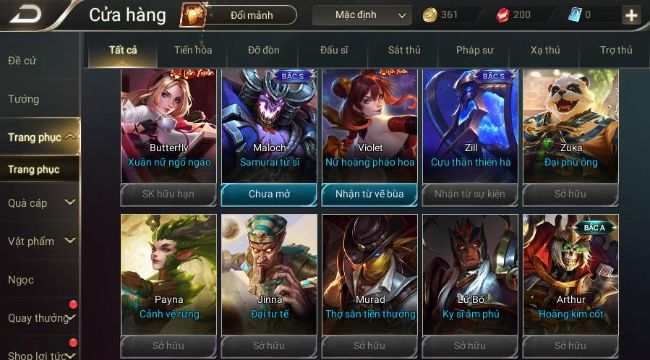 Cửa hàng
Đổi mảnh
Mặc định
361
200
0
Đề cử
Tướng
Trang phục
Trang phục
Quà cáp
Vật phẩm
Ngọc
Quay thưởng
Shop lợi tức
Tất cả
Tiến hóa
Đỡ đòn
Đấu sĩ
Sát thủ
Pháp sư
Xạ thủ
Trợ thủ
Butterfly
Xuân nữ ngổ ngáo
SK hữu hạn
BẬC S
Maloch
Samurai tử sĩ
Chưa mở
Violet
Nữ hoàng pháo hoa
Nhận từ vẽ bùa
BẬC S
Zill
Cựu thần thiên hà
Nhận từ sự kiện
Zuka
Đại phú ông
Sở hữu
Payna
Cảnh vệ rừng
Sở hữu
Jinna
Đại tư tế
Sở hữu
Murad
Thợ săn tiền thưởng
Sở hữu
Lữ Bố
Kỵ sĩ âm phủ
Sở hữu
BẬC A
Arthur
Hoàng kim cốt
Sở hữu